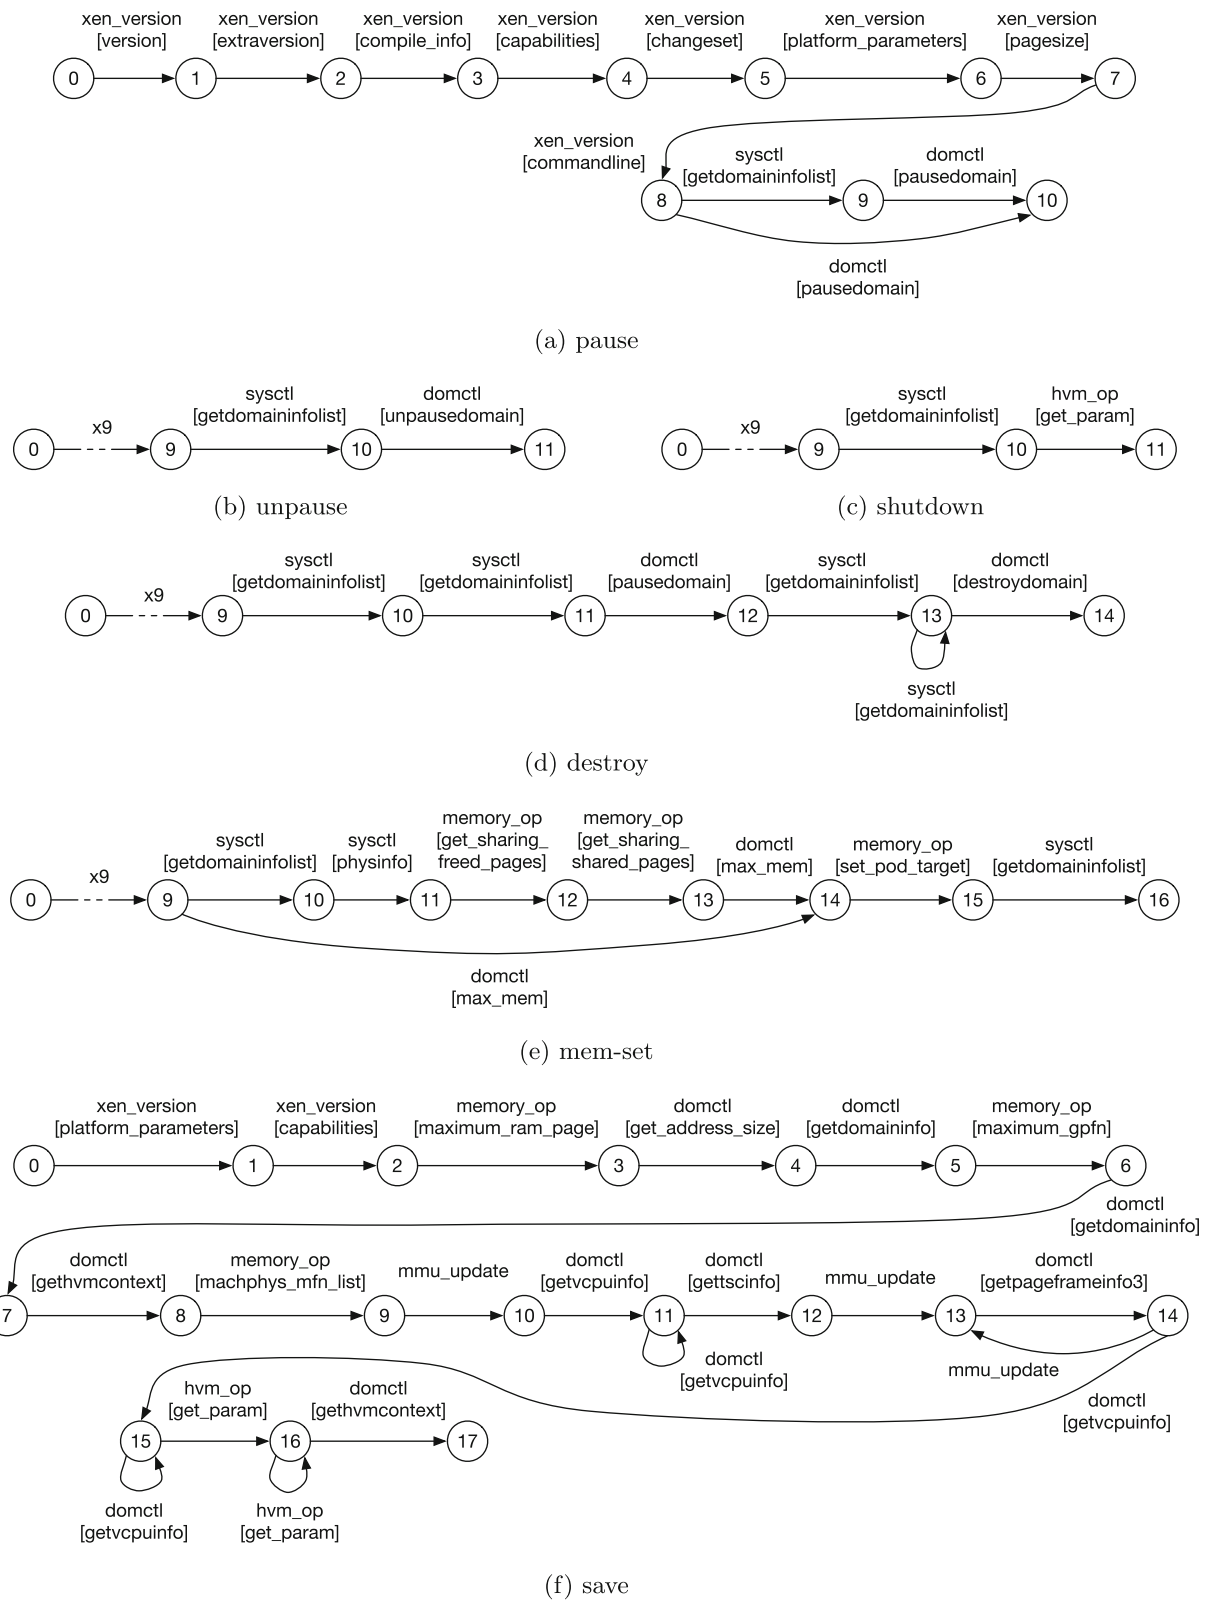 xen_version xen_version xen_version xen_version xen_version xen_version xen_version
[version] [extraversion] [compile_info] [capabilities] [changeset] [platform_parameters] [pagesize]
0 1 2 3 4 5 6 7
xen_version
[commandline]
sysctl domctl
[getdomaininfolist] [pausedomain]
8 9 10
domctl
[pausedomain]
(a) pause
sysctl domctl
[getdomaininfolist] [unpausedomain]
x9
0 9 10 11
(b) unpause
sysctl hvm_op
[getdomaininfolist] [get_param]
x9
0 9 10 11
(c) shutdown
sysctl sysctl domctl sysctl domctl
[getdomaininfolist] [getdomaininfolist] [pausedomain] [getdomaininfolist] [destroydomain]
x9
0 9 10 11 12 13 14
sysctl
[getdomaininfolist]
(d) destroy
memory_op memory_op
sysctl sysctl [get_sharing_ [get_sharing_ domctl memory_op sysctl
[getdomaininfolist] [physinfo] freed_pages] shared_pages] [max_mem] [set_pod_target] [getdomaininfolist]
x9
0 9 10 11 12 13 14 15 16
domctl
[max_mem]
(e) mem-set
xen_version xen_version memory_op domctl domctl memory_op
[platform_parameters] [capabilities] [maximum_ram_page] [get_address_size] [getdomaininfo] [maximum_gpfn]
0 1 2 3 4 5 6
domctl
[getdomaininfo]
domctl memory_op mmu_update domctl domctl mmu_update domctl
[gethvmcontext] [machphys_mfn_list] [getvcpuinfo] [gettscinfo] [getpageframeinfo3]
7 8 9 10 11 12 13 14
domctl
[getvcpuinfo]
mmu_update
domctl
[getvcpuinfo]
hvm_op domctl
[get_param] [gethvmcontext]
15 16 17
domctl hvm_op
[getvcpuinfo] [get_param]
(f) save